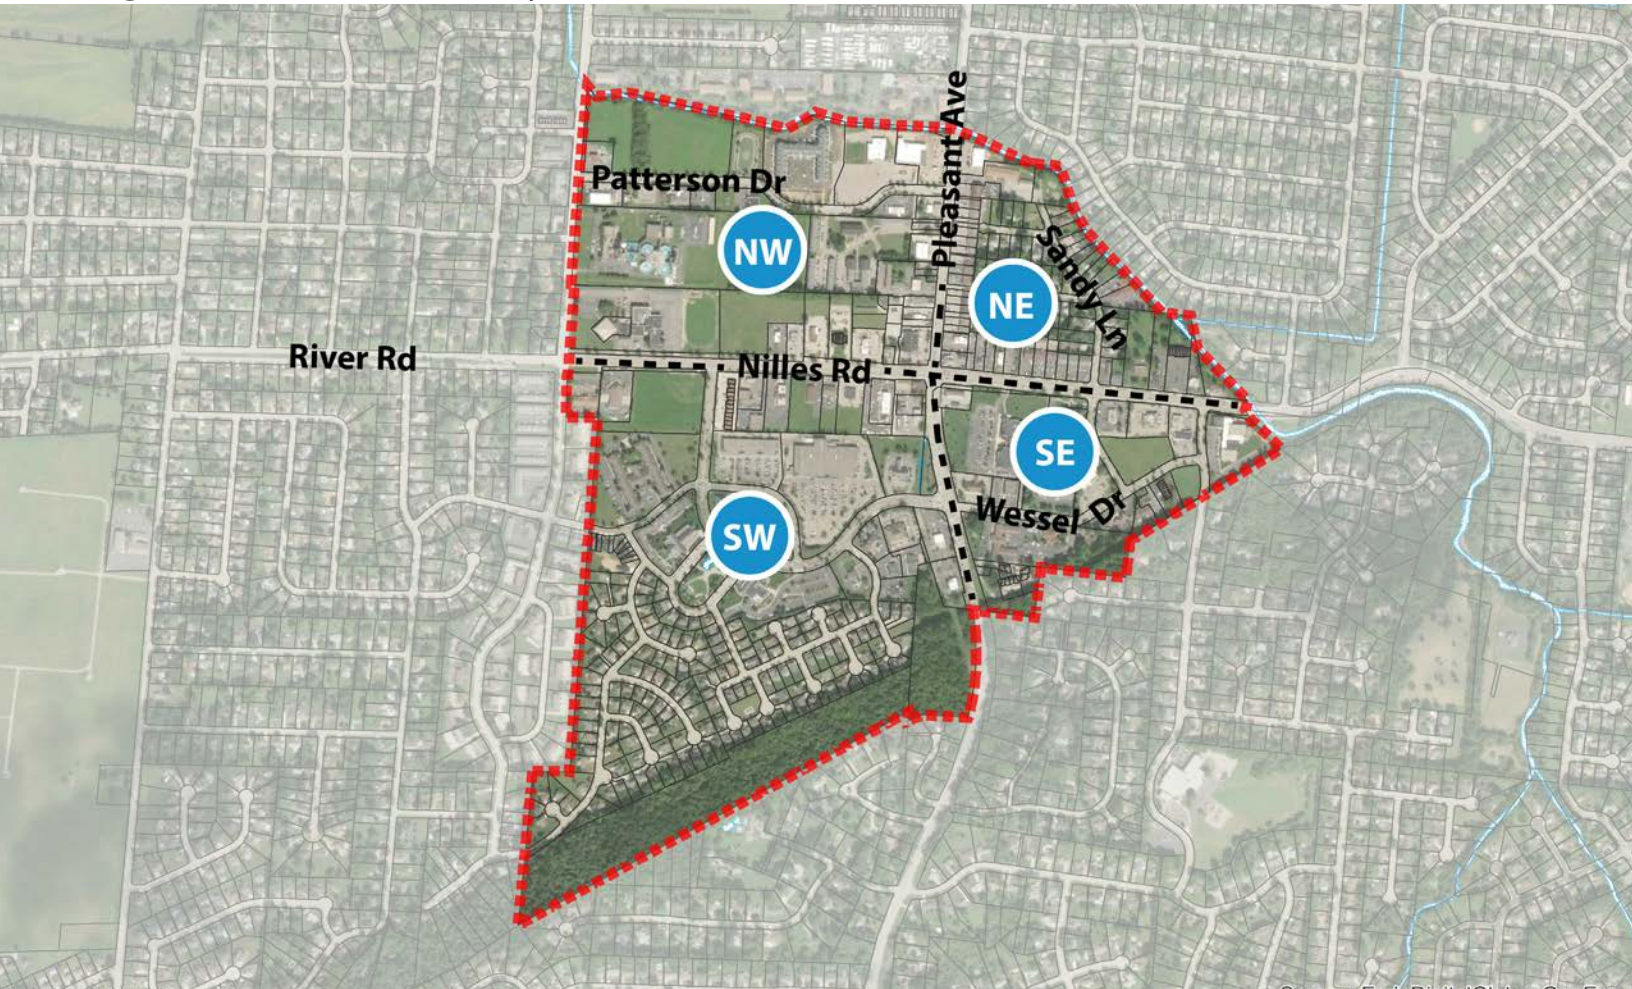 Pleasant Ave
Patterson Dr
NW
Sandy Ln
NE
River Rd
Nilles Rd
SE
Wessel Dr
SW